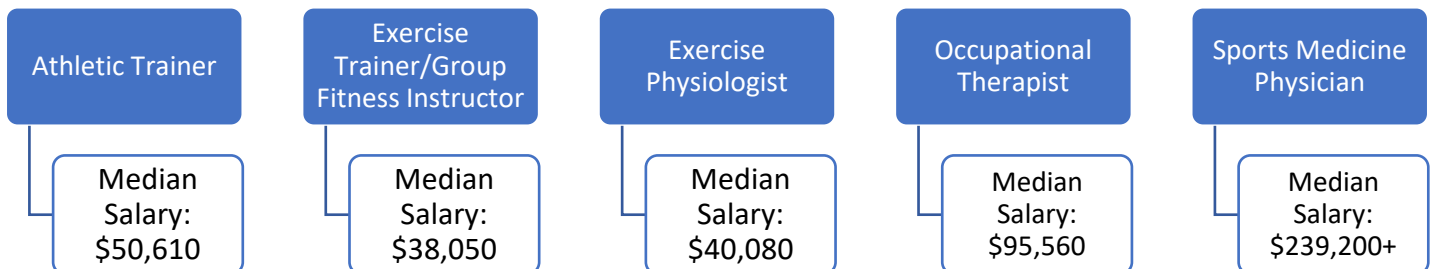 Athletic Trainer
Median
Salary:
$50,610
Exercise
Trainer/Group
Fitness Instructor
Median
Salary:
$38,050
Exercise
Physiologist
Median
Salary:
$40,080
Occupational
Therapist
Median
Salary:
$95,560
Sports Medicine
Physician
Median
Salary:
$239,200+